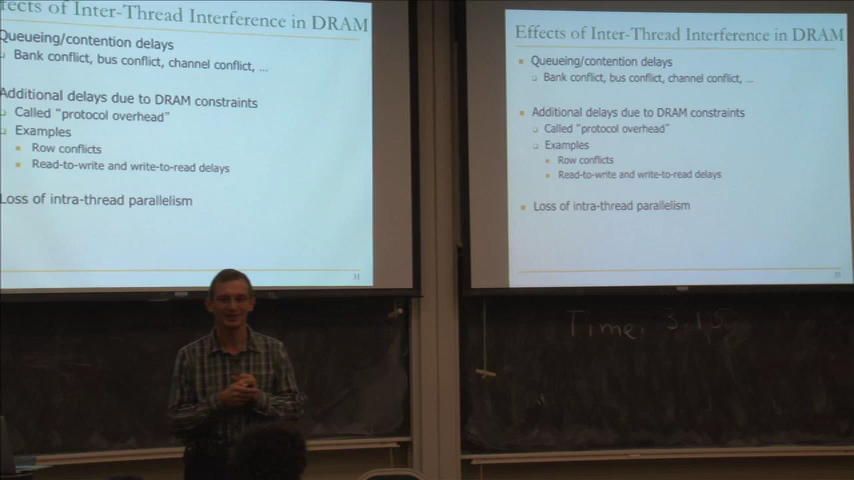 fects of Inter-Thread Interference in DRAM
Queueing/contention delays
Bank conflict, bus conflict, channel conflict, ...
Additional delays due to DRAM constraints
Called "protocol overhead"
Examples
Row conflicts
Read-to-write and write-to-read delays
Loss of intra-thread parallelism
Effects of Inter-Thread Interference in DRAM
Queueing/contention delays
Bank conflict, bus conflict, channel conflict, ...
Additional delays due to DRAM constraints
Called "protocol overhead"
Examples
Row conflicts
Read-to-write and write-to-read delays
Loss of intra-thread parallelism
Time: 3:15